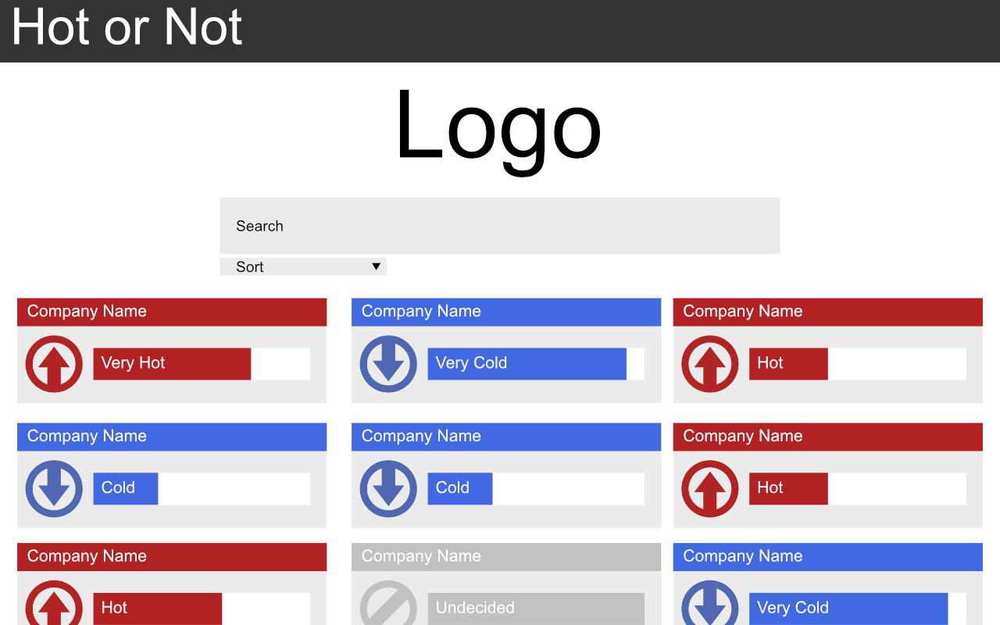 Hot or Not
Logo
Search
Sort
Company Name
Company Name
Company Name
Very Hot
Very Cold
Hot
Company Name
Company Name
Company Name
Cold
Cold
Hot
Company Name
Company Name
Company Name
Hot
Undecided
Very Cold